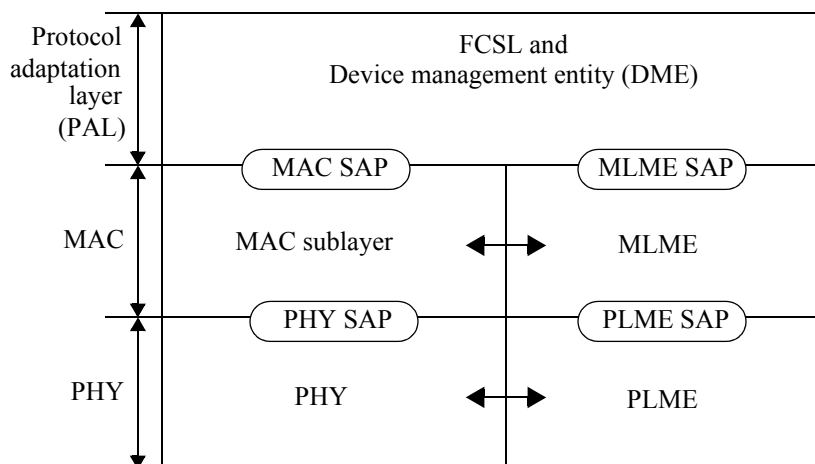 Protocol
adaptation
layer
(PAL)
FCSL and
Device management entity (DME)
MAC SAP
MLME SAP
MAC
MAC sublayer
MLME
PHY SAP
PLME SAP
PHY
PHY
PLME